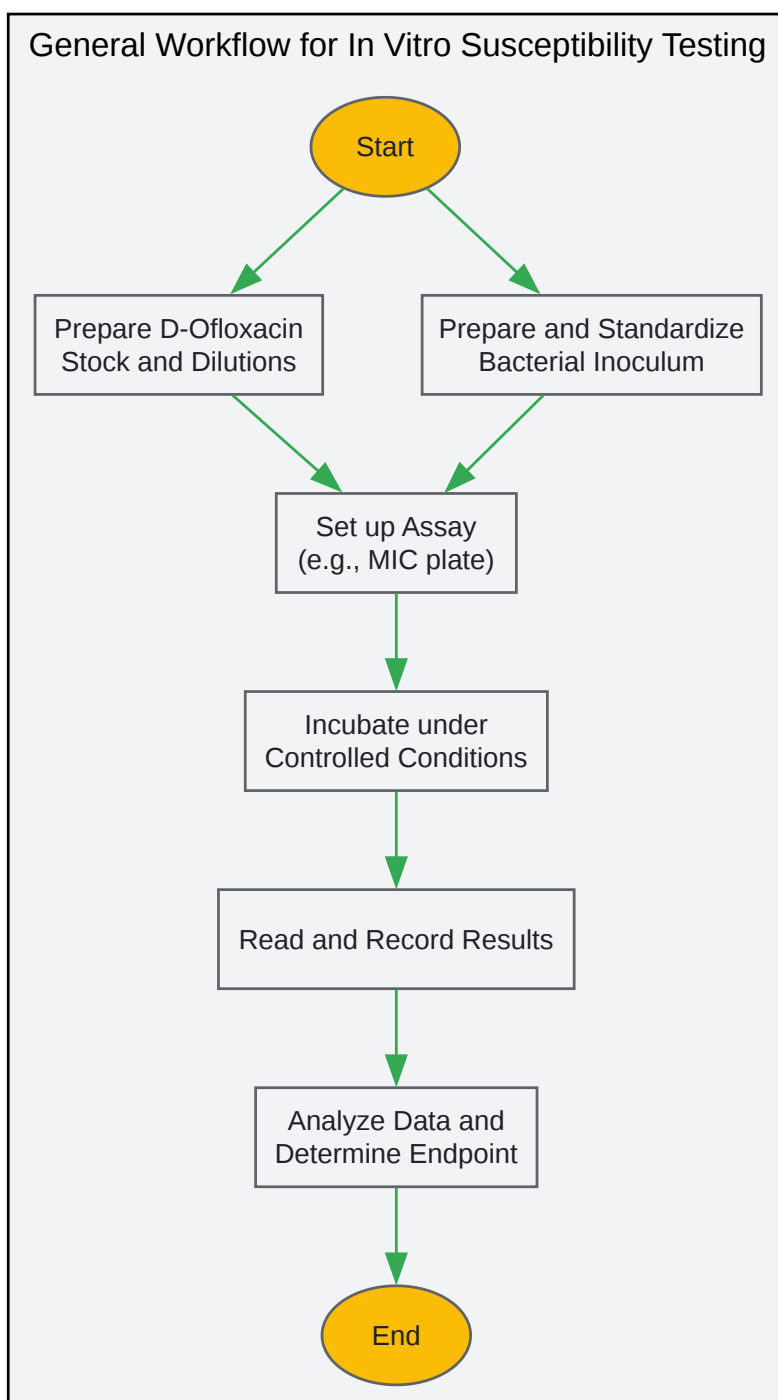 General Workflow for In Vitro Susceptibility Testing
Start
Prepare D-Ofloxacin
Stock and Dilutions
Prepare and Standardize
Bacterial Inoculum
Set up Assay
(e.g., MIC plate)
Incubate under
Controlled Conditions
Read and Record Results
Analyze Data and
Determine Endpoint
End